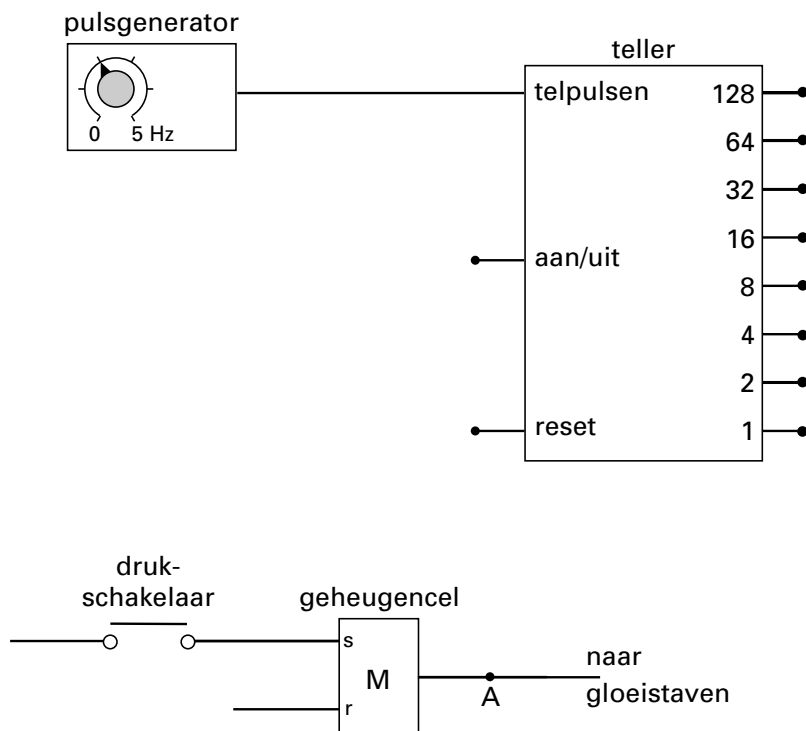 pulsgenerator
0 5 Hz
teller
telpulsen
aan/uit
reset
128
64
32
16
8
4
2
1
druk-
schakelaar
geheugencel
s
M
r
A
naar
gloeistaven